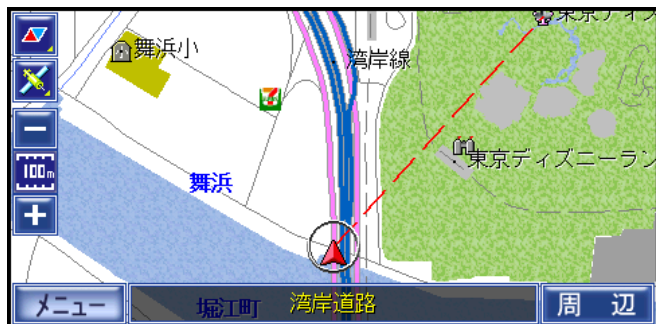 東京ディズ
舞浜小
湾岸線
100m
東京ディズニーラン
舞浜
メニュー
堀江町
湾岸道路
周 辺